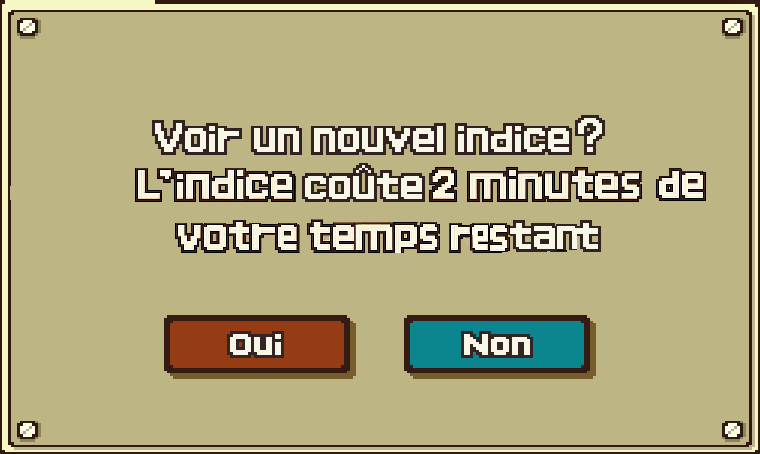 Voir un nouvel indice ?
L'indice coûte 2 minutes de
votre temps restant
Oui
Non